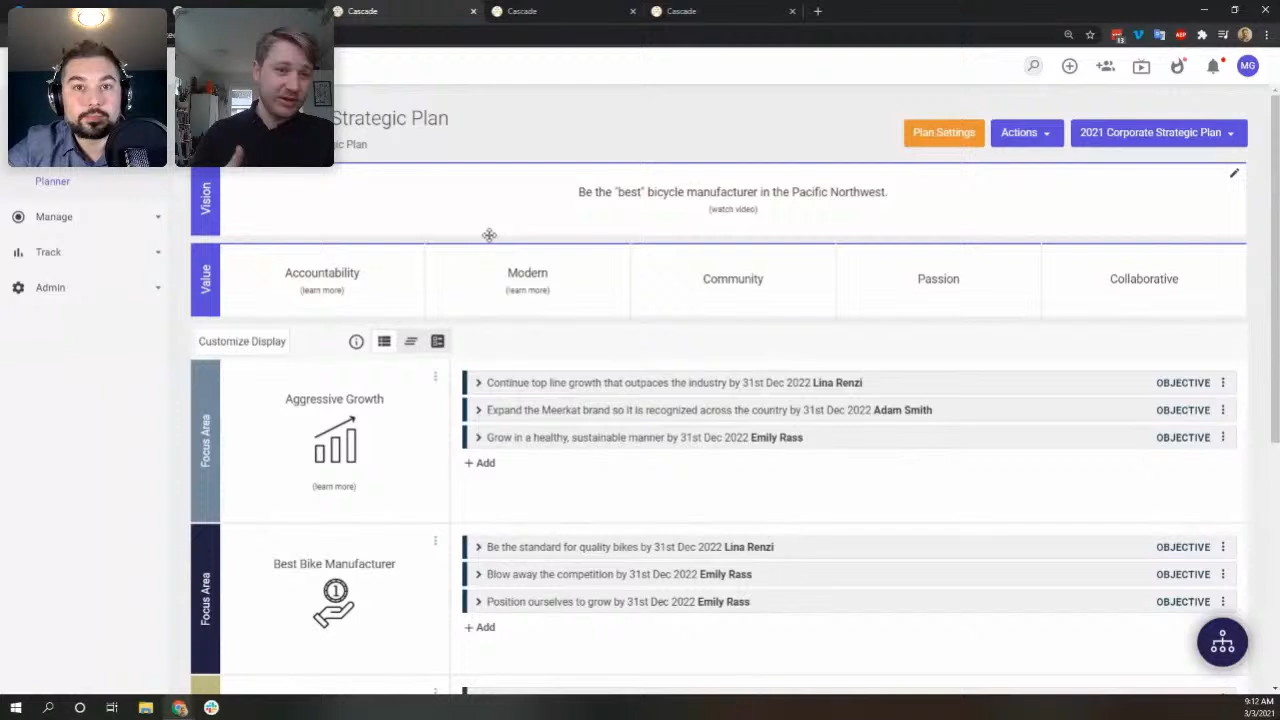 Cascade
Cascade
Cascade
13
ABP
MG
Strategic Plan
gic Plan
Plan Settings
Actions
2021 Corporate Strategic Plan
Planner
Manage
Track
Admin
Vision
Be the "best" bicycle manufacturer in the Pacific Northwest.
(watch video)
Value
Accountability
(learn more)
Modern
(learn more)
Community
Passion
Collaborative
Customize Display
Focus Area
Aggressive Growth
(learn more)
Continue top line growth that outpaces the industry by 31st Dec 2022 Lina Renzi
OBJECTIVE
Expand the Meerkat brand so it is recognized across the country by 31st Dec 2022 Adam Smith
OBJECTIVE
Grow in a healthy, sustainable manner by 31st Dec 2022 Emily Rass
OBJECTIVE
+ Add
Focus Area
Best Bike Manufacturer
1
Be the standard for quality bikes by 31st Dec 2022 Lina Renzi
OBJECTIVE
Blow away the competition by 31st Dec 2022 Emily Rass
OBJECTIVE
Position ourselves to grow by 31st Dec 2022 Emily Rass
OBJECTIVE
+ Add
9:12 AM
3/3/2021